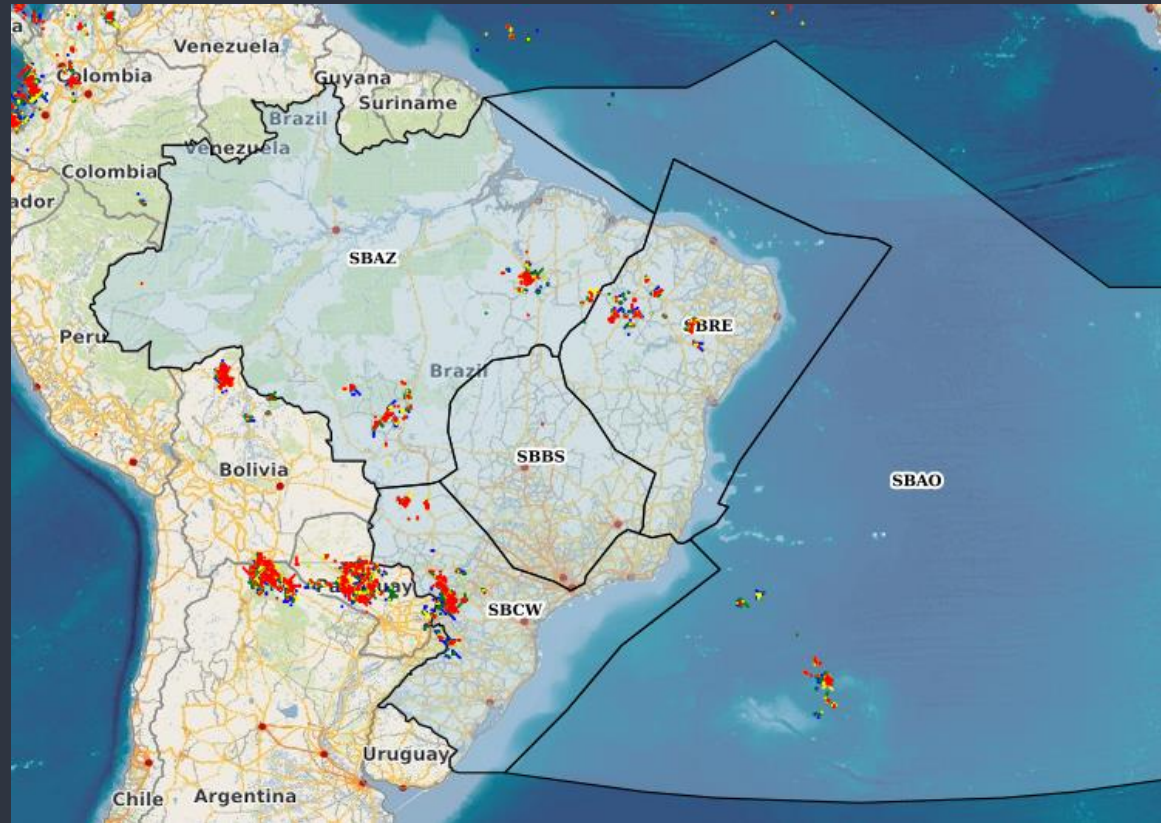 a
Venezuela
Colombia
Guyana
Suriname
Brazil
Venezuela
Colombia
ador
SBAZ
Peru
SBRE
Brazil
SBBS
Bolivia
SBAO
Paraguay
SBCW
Uruguay
Chile
Argentina